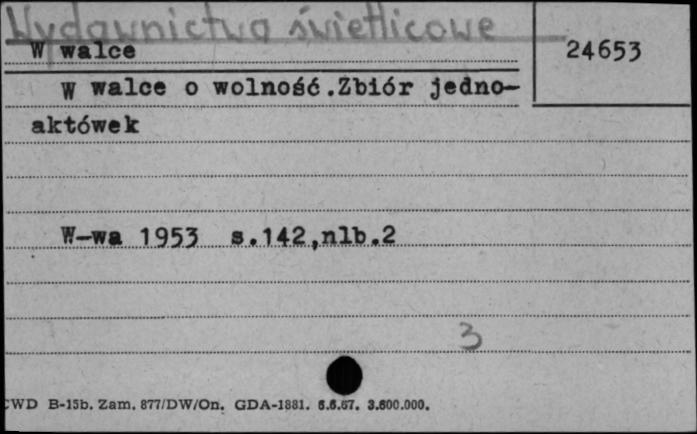 Wydawnictwa świetlicowe
W walce
24653
W walce o wolność.Zbiór jedno-
aktówek
W-wa 1953 s.142,nlb.2
3
CWD B-15b. Zam. 877/DW/On. GDA-1881. 6.6.67. 3.600.000.